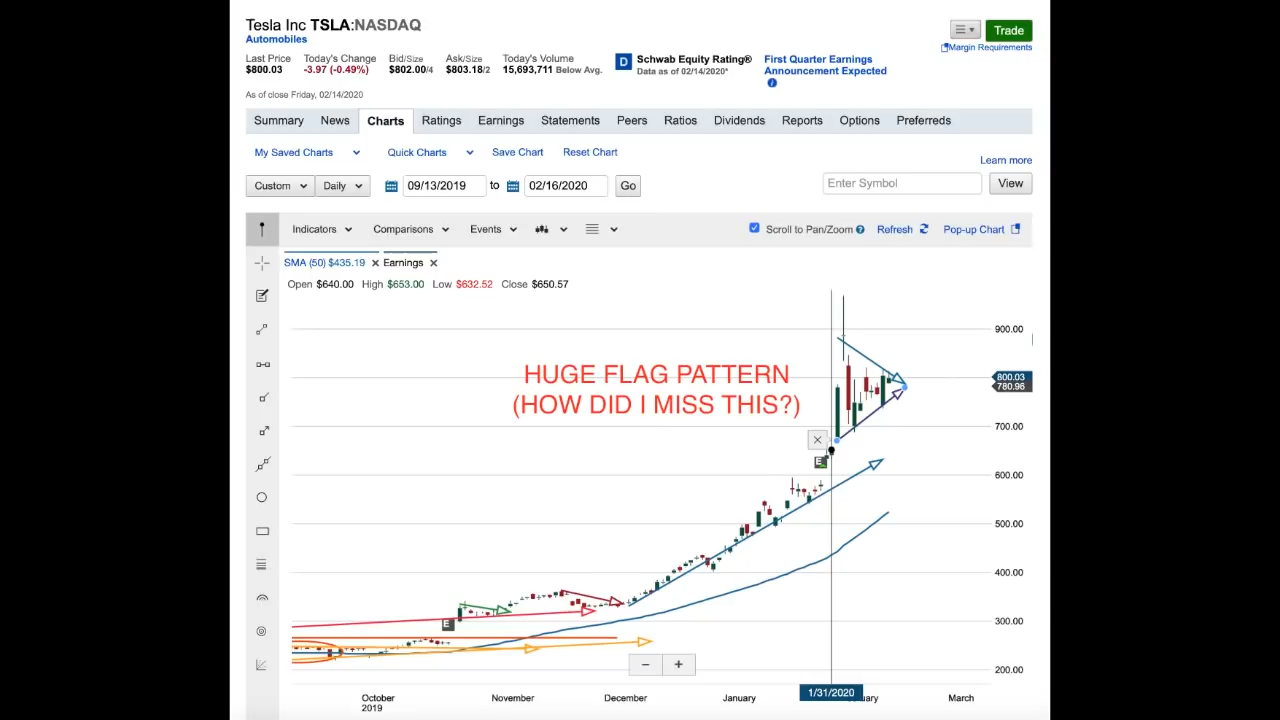 Tesla Inc TSLA:NASDAQ
Automobiles
Trade
Margin Requirements
Last Price Today's Change Bid/Size Ask/Size Today's Volume
$800.03 -3.97 (-0.49%) $802.00/4 $803.18/2 15,693,711 Below Avg.
D Schwab Equity Rating®
Data as of 02/14/2020*
First Quarter Earnings
Announcement Expected
As of close Friday, 02/14/2020
Summary News Charts Ratings Earnings Statements Peers Ratios Dividends Reports Options Preferreds
My Saved Charts Quick Charts Save Chart Reset Chart
Learn more
Custom Daily 09/13/2019 to 02/16/2020 Go
Enter Symbol View
Indicators Comparisons Events Scroll to Pan/Zoom Refresh Pop-up Chart
SMA (50) $435.19 Earnings
Open $640.00 High $653.00 Low $632.52 Close $650.57
HUGE FLAG PATTERN
(HOW DID I MISS THIS?)
900.00
800.03
780.96
700.00
600.00
500.00
400.00
300.00
200.00
E
E
October November December January 1/31/2020 uary March
2019